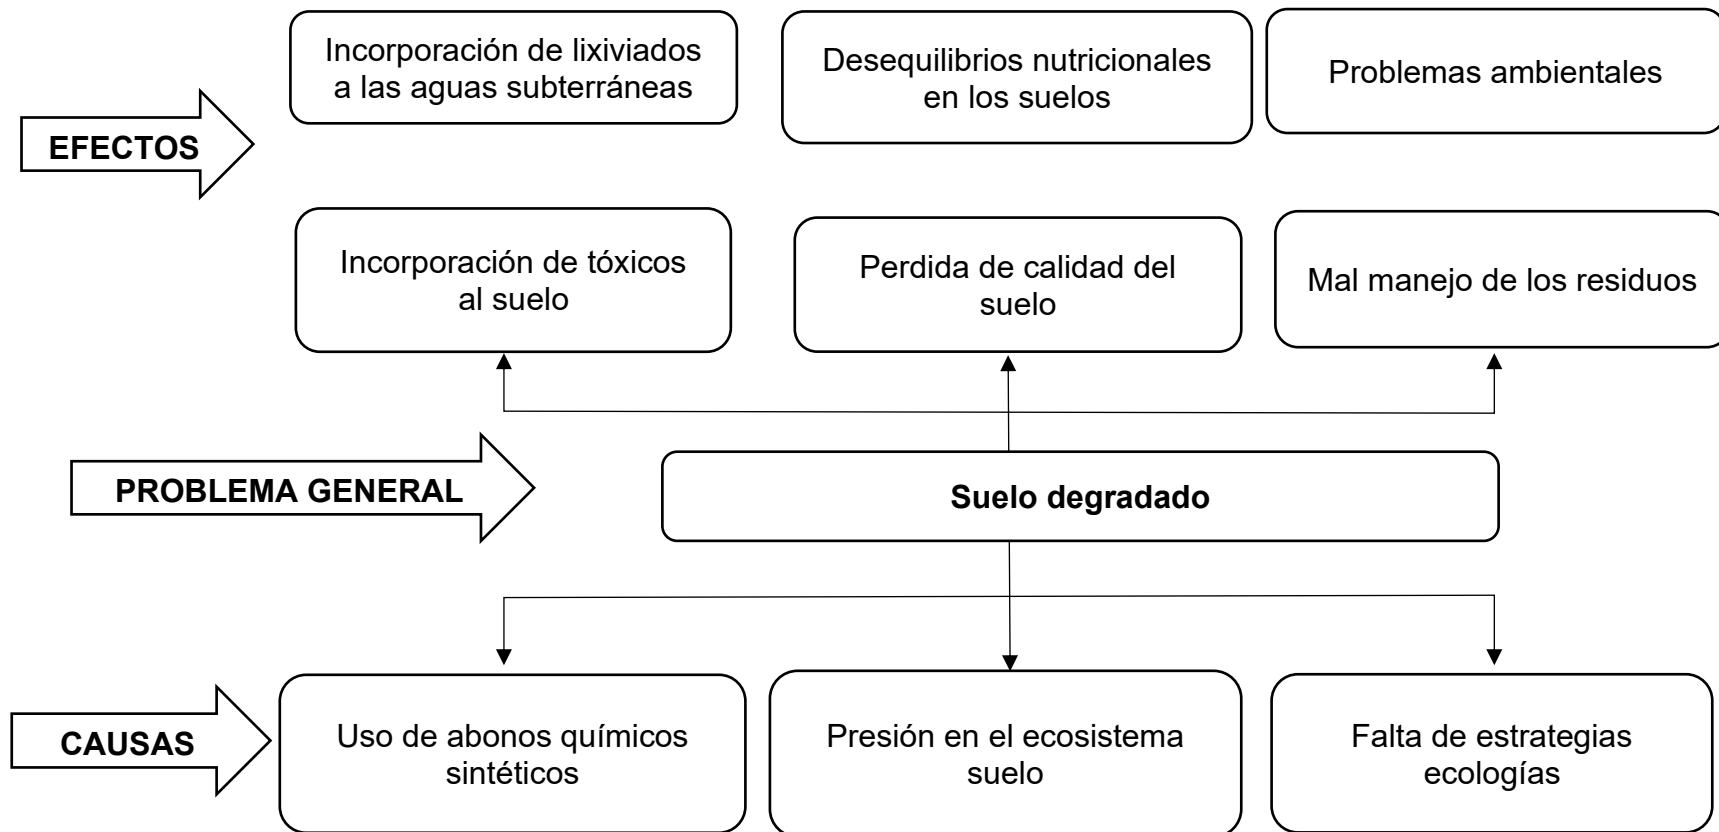 Incorporación de lixiviados
a las aguas subterráneas
Desequilibrios nutricionales
en los suelos
Problemas ambientales
EFECTOS
Incorporación de tóxicos
al suelo
Perdida de calidad del
suelo
Mal manejo de los residuos
PROBLEMA GENERAL
Suelo degradado
CAUSAS
Uso de abonos químicos
sintéticos
Presión en el ecosistema
suelo
Falta de estrategias
ecologías